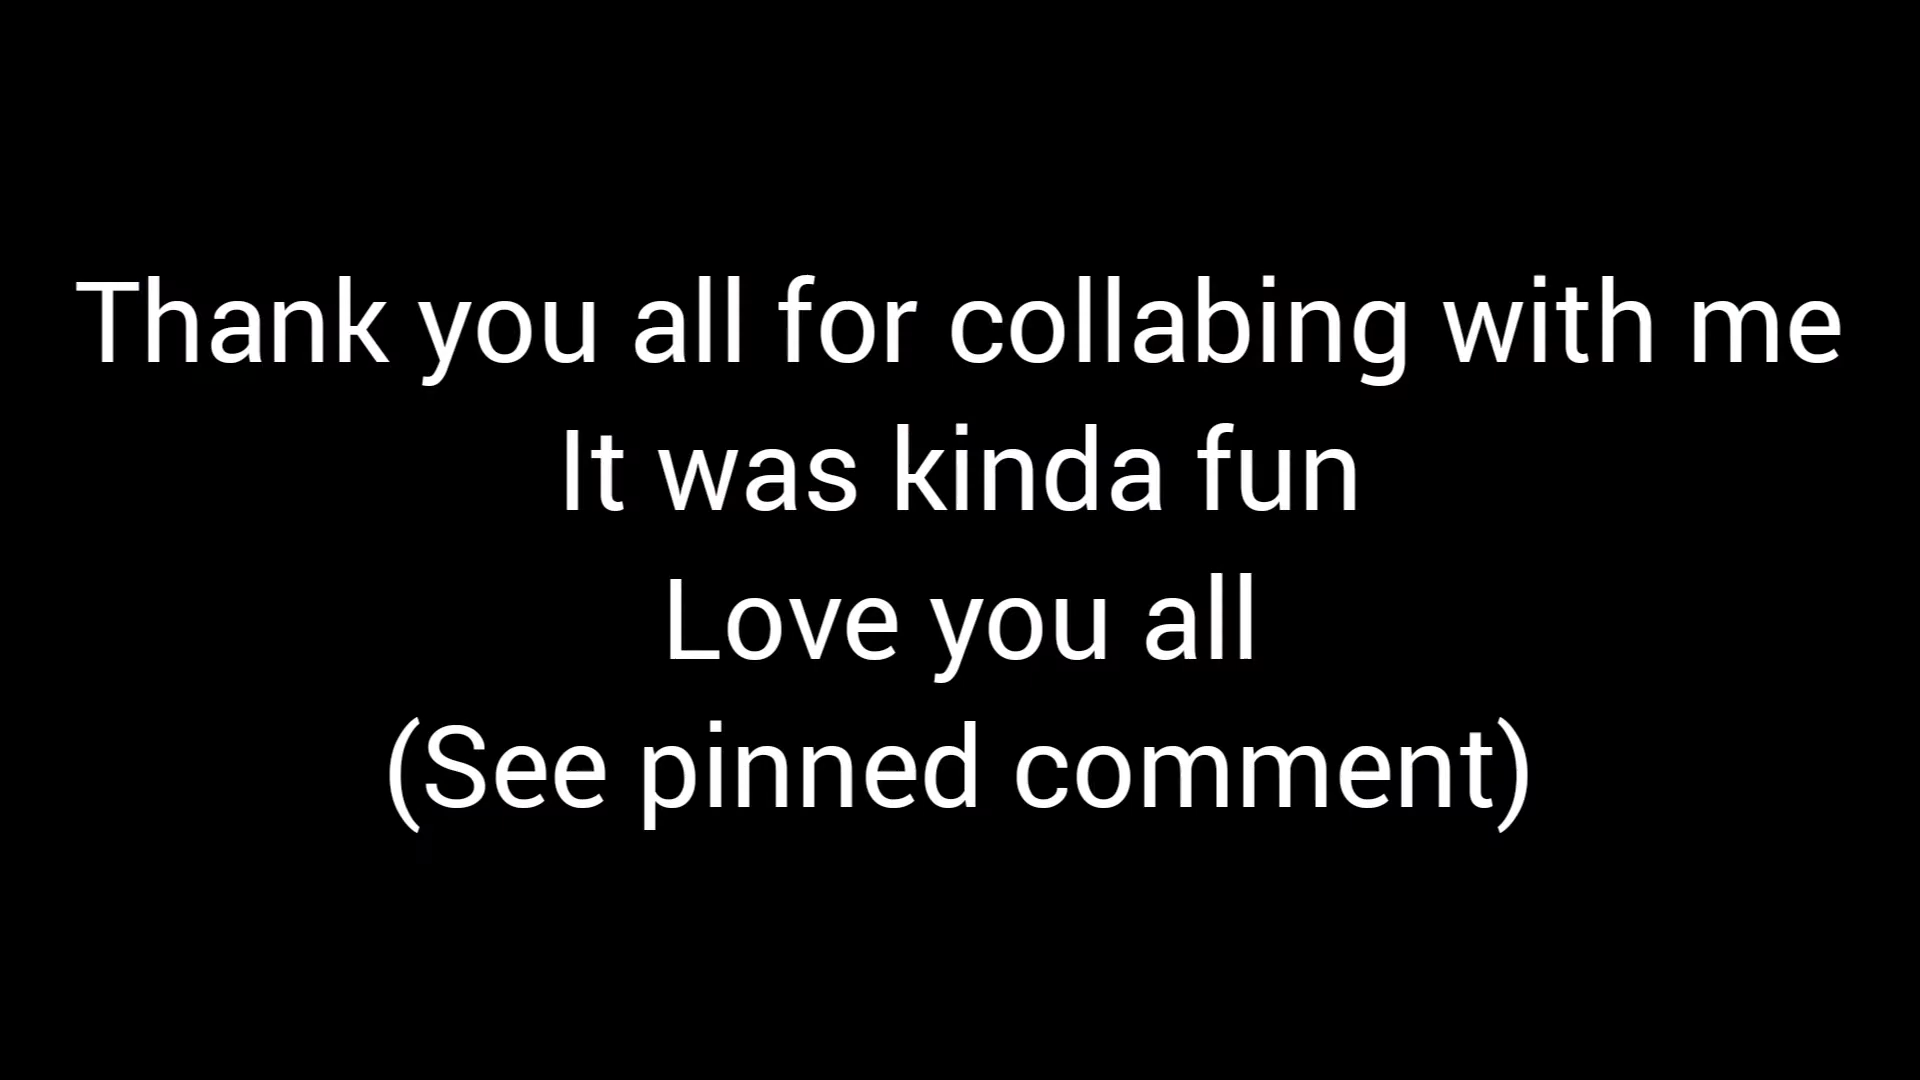 Thank you all for collabing with me
It was kinda fun
Love you all
(See pinned comment)